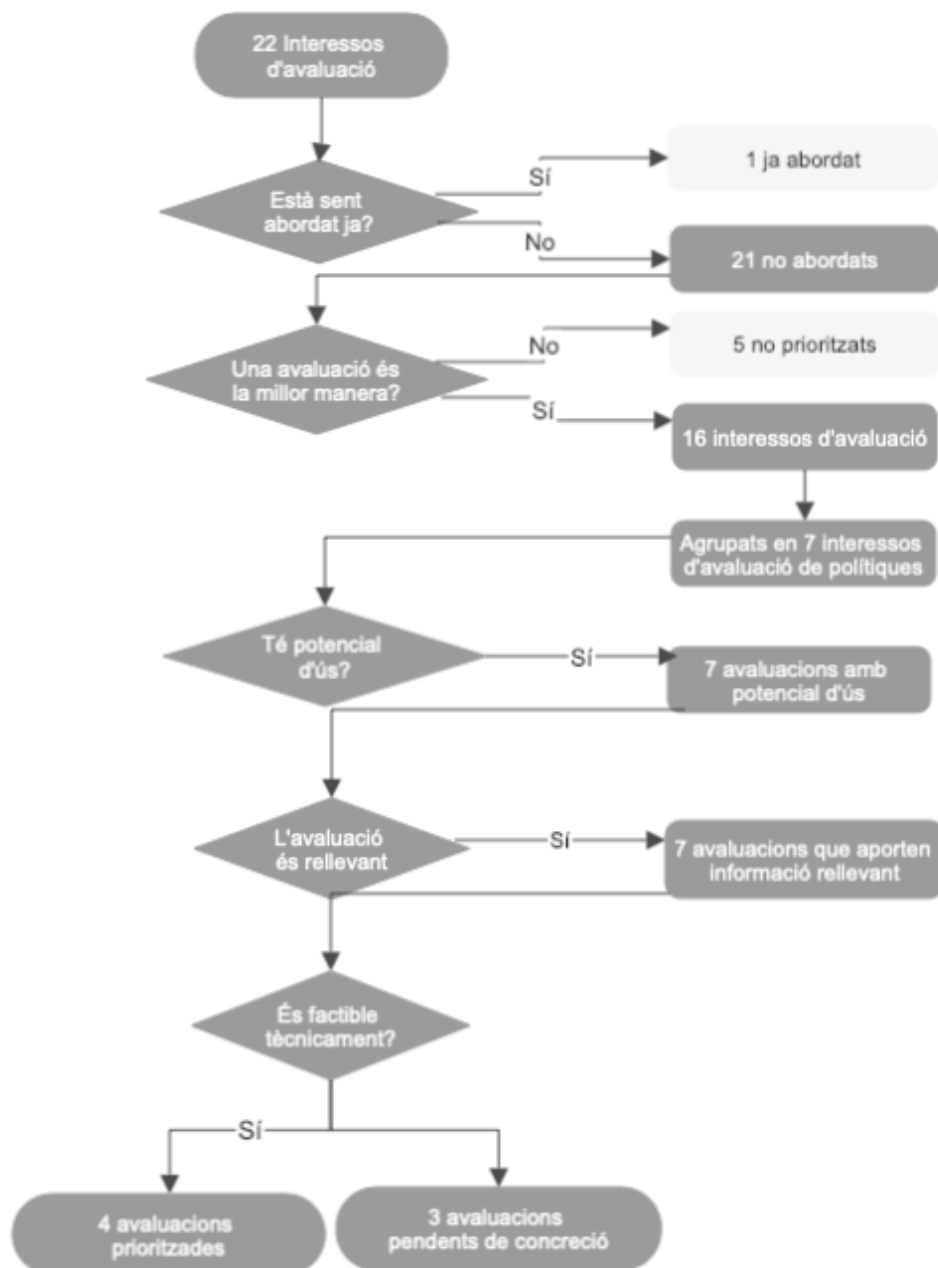 22 Interessos
d'avaluació
1 ja abordat
Sí
Està sent
abordat ja?
No
21 no abordats
No
5 no prioritzats
Una avaluació és
la millor manera?
Sí
16 interessos d'avaluació
Agrupats en 7 interessos
d'avaluació de polítiques
Té potencial
d'ús?
Sí
7 avaluacions amb
potencial d'ús
L'avaluació
és rellevant
Sí
7 avaluacions que aporten
informació rellevant
És factible
tècnicament?
Sí
4 avaluacions
prioritzades
3 avaluacions
pendents de concreció